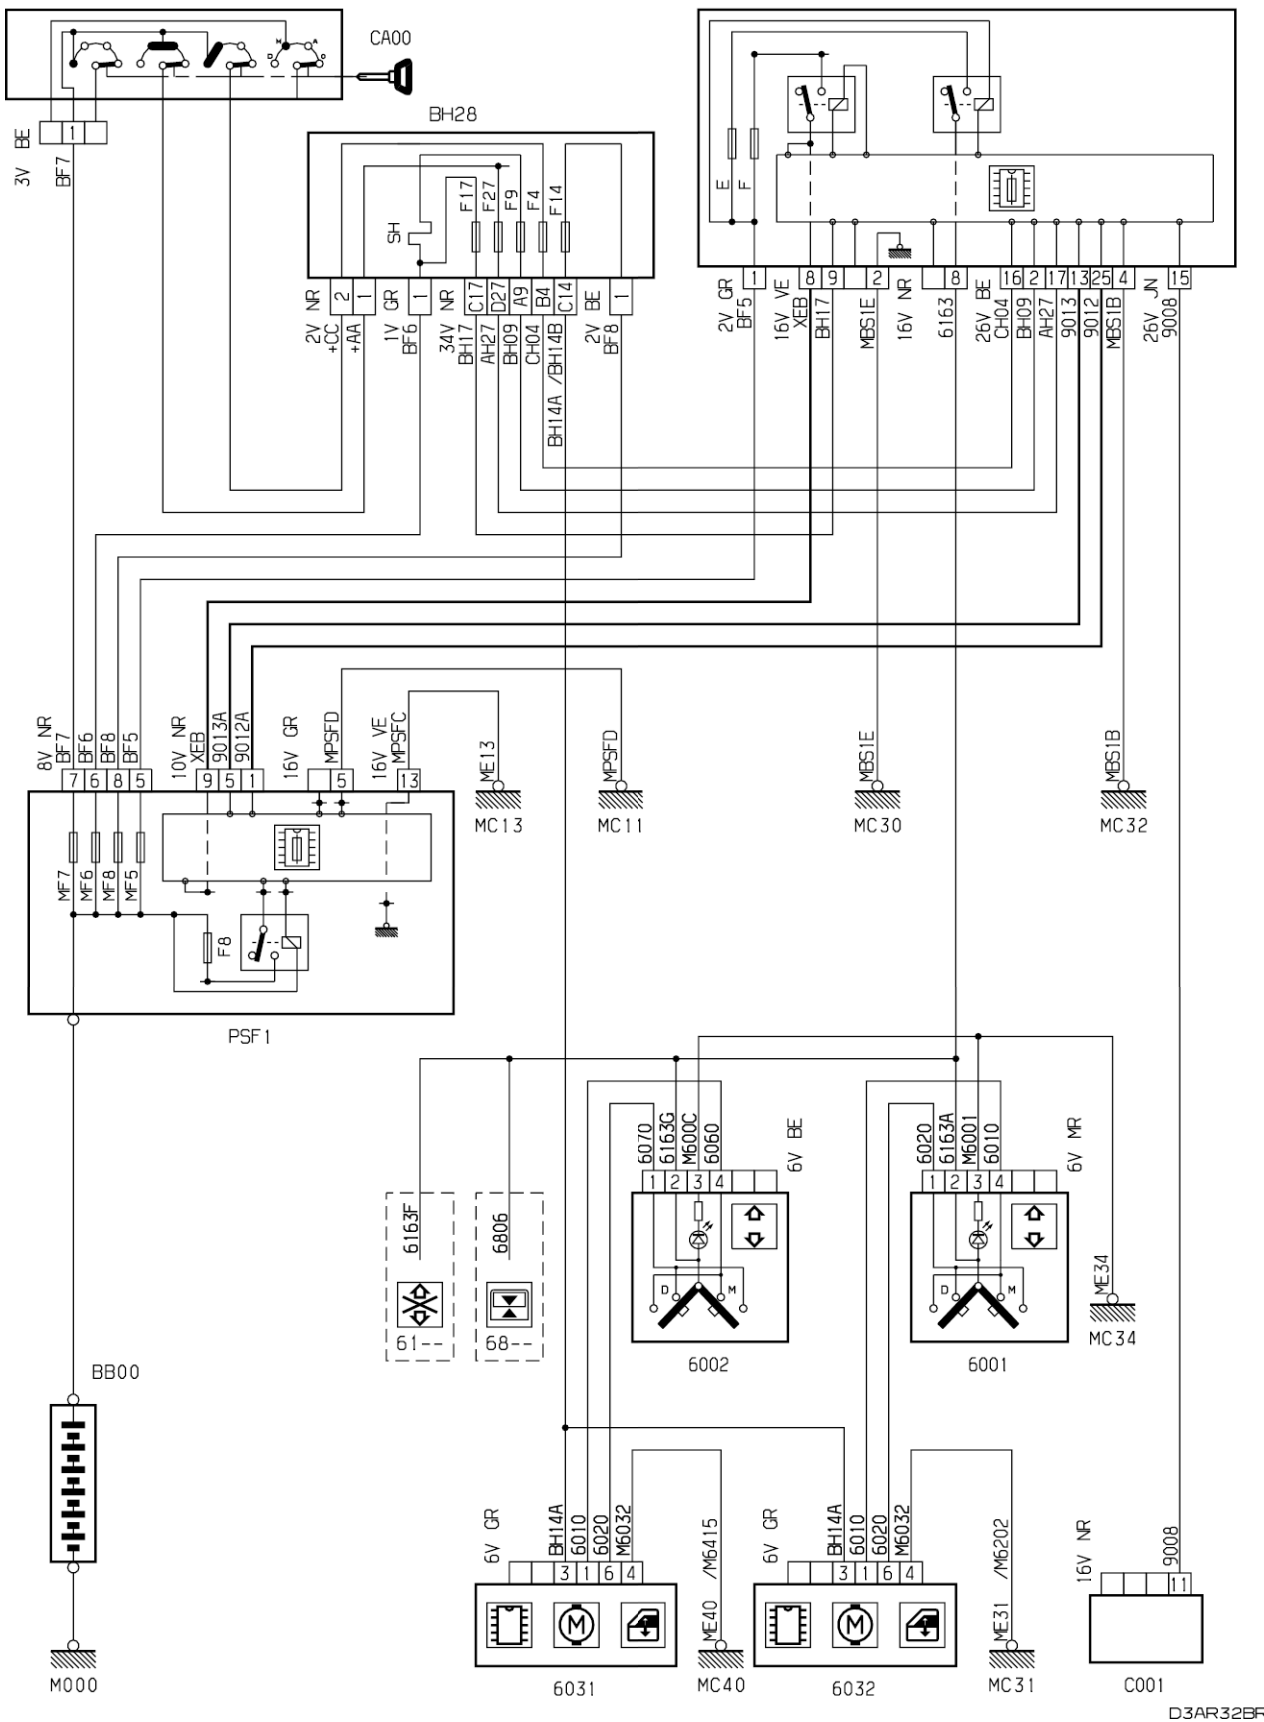 CA00
H A
D D
3V BE
1
BF7
BH28
SH
F17
F27
F9
F4
F14
2 1 1 C17 D27 A9 B4 C14 1
2V NR
+CC
+AA
1V GR
BF6
34V NR
BH17
AH27
BH09
CH04
BH14A /BH14B
2V BE
BF8
E
F
1 8 9 2 8 16 2 17 13 25 4 15
2V GR
BF5
16V VE
XEB
BH17
MBS1E
16V NR
6163
26V BE
CH04
BH09
AH27
9013
9012
MBS1B
26V JN
9008
8V NR
BF7
BF6
BF8
BF5
10V NR
XEB
9013A
9012A
16V GR
MPSFD
16V VE
MPSFC
ME13
MPSFD
MBS1E
MBS1B
7 6 8 5 9 5 1 5 13
MC13
MC11
MC30
MC32
MF7
MF6
MF8
MF5
F8
PSF1
6070
6163G
M600C
6060
6V BE
6020
6163A
M6001
6010
6V MR
1 2 3 4
1 2 3 4
6163F
6806
D M
D M
61--
68--
6002
6001
ME34
MC34
BB00
6V GR
BH14A
6010
6020
M6032
ME40 /M6415
6V GR
BH14A
6010
6020
M6032
ME31 /M6202
16V NR
9008
3 1 6 4
3 1 6 4
11
M
M
M000
6031
MC40
6032
MC31
C001
D3AR32BR